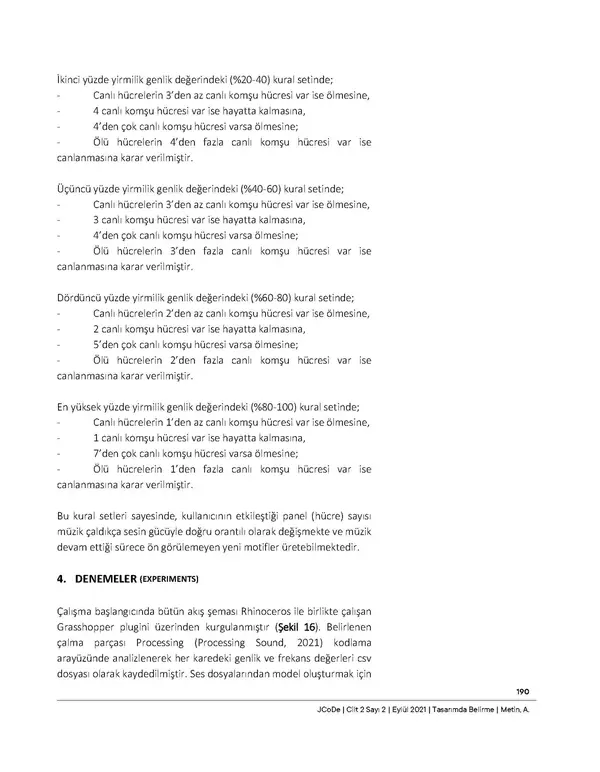 İkinci yüzde yirmilik genlik değerindeki (%20-40) kural setinde;
- Canlı hücrelerin 3’den az canlı komşu hücresi var ise ölmesine,
- 4 canlı komşu hücresi var ise hayatta kalmasına,
- 4’den çok canlı komşu hücresi varsa ölmesine;
- Ölü hücrelerin 4’den fazla canlı komşu hücresi var ise
canlanmasına karar verilmiştir.
Üçüncü yüzde yirmilik genlik değerindeki (%40-60) kural setinde;
- Canlı hücrelerin 3’den az canlı komşu hücresi var ise ölmesine,
- 3 canlı komşu hücresi var ise hayatta kalmasına,
- 4’den çok canlı komşu hücresi varsa ölmesine;
- Ölü hücrelerin 3’den fazla canlı komşu hücresi var ise
canlanmasına karar verilmiştir.
Dördüncü yüzde yirmilik genlik değerindeki (%60-80) kural setinde;
- Canlı hücrelerin 2’den az canlı komşu hücresi var ise ölmesine,
- 2 canlı komşu hücresi var ise hayatta kalmasına,
- 5’den çok canlı komşu hücresi varsa ölmesine;
- Ölü hücrelerin 2’den fazla canlı komşu hücresi var ise
canlanmasına karar verilmiştir.
En yüksek yüzde yirmilik genlik değerindeki (%80-100) kural setinde;
- Canlı hücrelerin 1’den az canlı komşu hücresi var ise ölmesine,
- 1 canlı komşu hücresi var ise hayatta kalmasına,
- 7’den çok canlı komşu hücresi varsa ölmesine;
- Ölü hücrelerin 1’den fazla canlı komşu hücresi var ise
canlanmasına karar verilmiştir.
Bu kural setleri sayesinde, kullanıcının etkileştiği panel (hücre) sayısı
müzik çaldıkça sesin gücüyle doğru orantılı olarak değişmekte ve müzik
devam ettiği sürece ön görülemeyen yeni motifler üretebilmektedir.
4. DENEMELER (EXPERIMENTS)
Çalışma başlangıcında bütün akış şeması Rhinoceros ile birlikte çalışan
Grasshopper plugini üzerinden kurgulanmıştır (Şekil 16). Belirlenen
çalma parçası Processing (Processing Sound, 2021) kodlama
arayüzünde analizlenerek her karedeki genlik ve frekans değerleri csv
dosyası olarak kaydedilmiştir. Ses dosyalarından model oluşturmak için
190
JCoDe | Cilt 2 Sayı 2 | Eylül 2021 | Tasarımda Belirme | Metin, A.